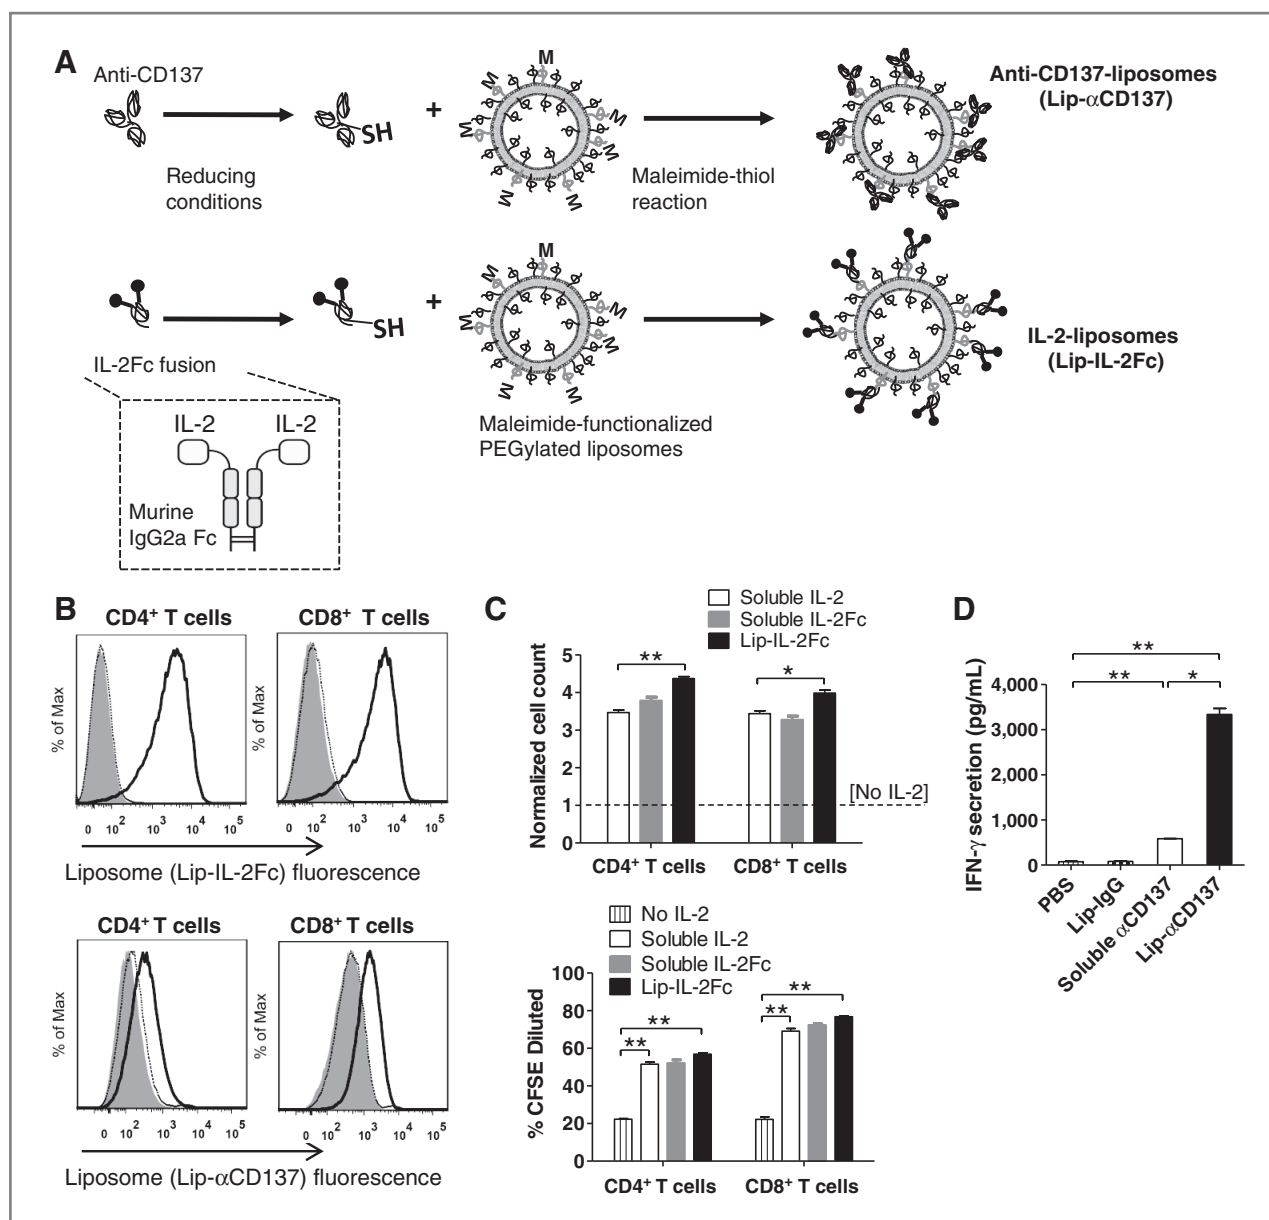 A
Anti-CD137
SH
+
M
M
M
M
M
M
M
Reducing
conditions
Maleimide-thiol
reaction
Anti-CD137-liposomes
(Lip-αCD137)
IL-2Fc fusion
SH
+
M
M
M
M
M
M
M
Maleimide-functionalized
PEGylated liposomes
IL-2-liposomes
(Lip-IL-2Fc)
IL-2 IL-2
Murine
IgG2a Fc
B
CD4+ T cells
% of Max
0 10² 10³ 10⁴ 10⁵
CD8+ T cells
% of Max
0 10² 10³ 10⁴ 10⁵
Liposome (Lip-IL-2Fc) fluorescence
CD4+ T cells
% of Max
0 10² 10³ 10⁴ 10⁵
CD8+ T cells
% of Max
0 10² 10³ 10⁴ 10⁵
Liposome (Lip-αCD137) fluorescence
C
Soluble IL-2
Soluble IL-2Fc
Lip-IL-2Fc
Normalized cell count
5
4
3
2
1
0
**
*
[No IL-2]
CD4+ T cells CD8+ T cells
No IL-2
Soluble IL-2
Soluble IL-2Fc
Lip-IL-2Fc
% CFSE Diluted
100
80
60
40
20
0
**
**
**
**
CD4+ T cells CD8+ T cells
D
IFN-γ secretion (pg/mL)
4,000
3,000
2,000
1,000
0
**
**
*
PBS
Lip-IgG
Soluble αCD137
Lip-αCD137